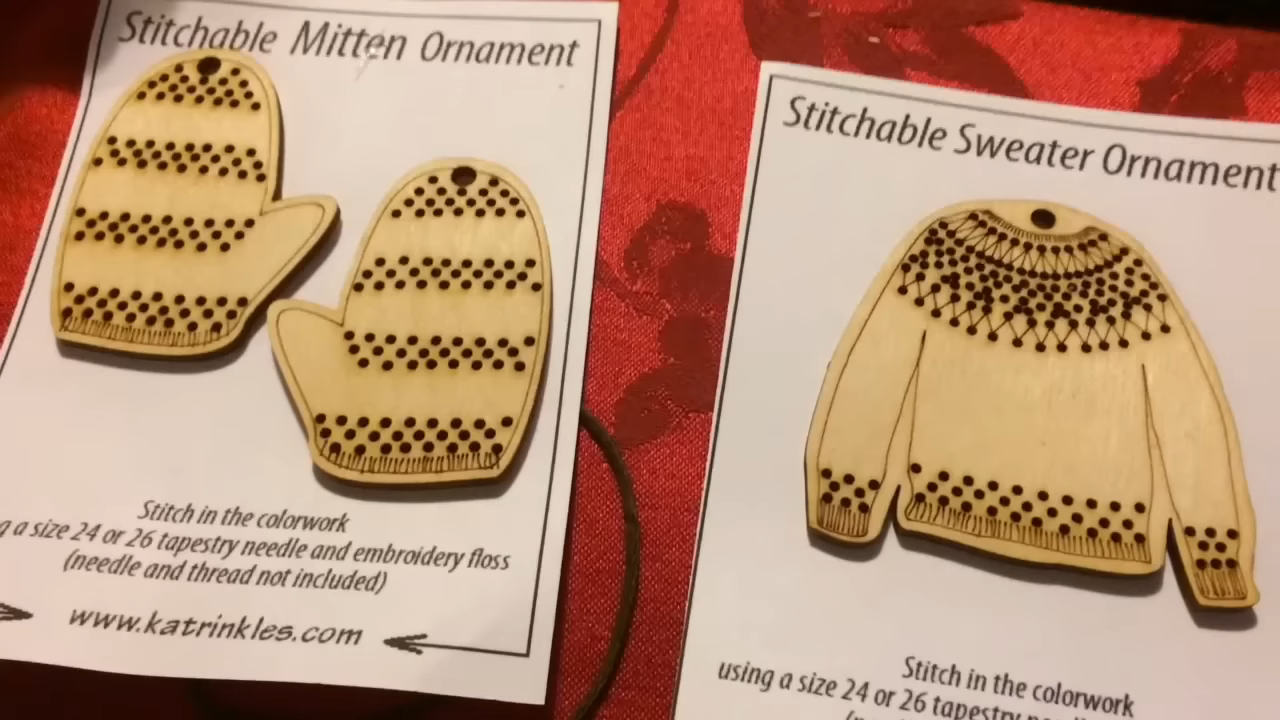 Stitchable Mitten Ornament
Stitch in the colorwork
a size 24 or 26 tapestry needle and embroidery floss
(needle and thread not included)
www.katrinkles.com
Stitchable Sweater Ornament
Stitch in the colorwork
using a size 24 or 26 tapestry